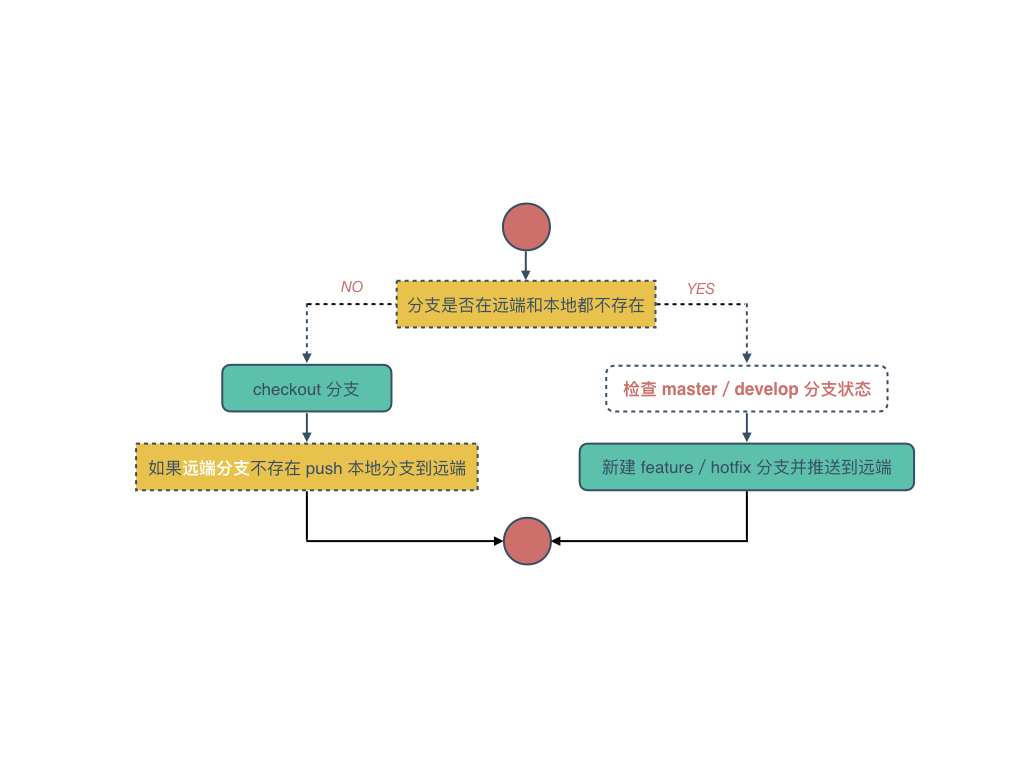 NO
YES
分支是否在远端和本地都不存在
checkout 分支
检查 master / develop 分支状态
如果远端分支不存在 push 本地分支到远端
新建 feature / hotfix 分支并推送到远端